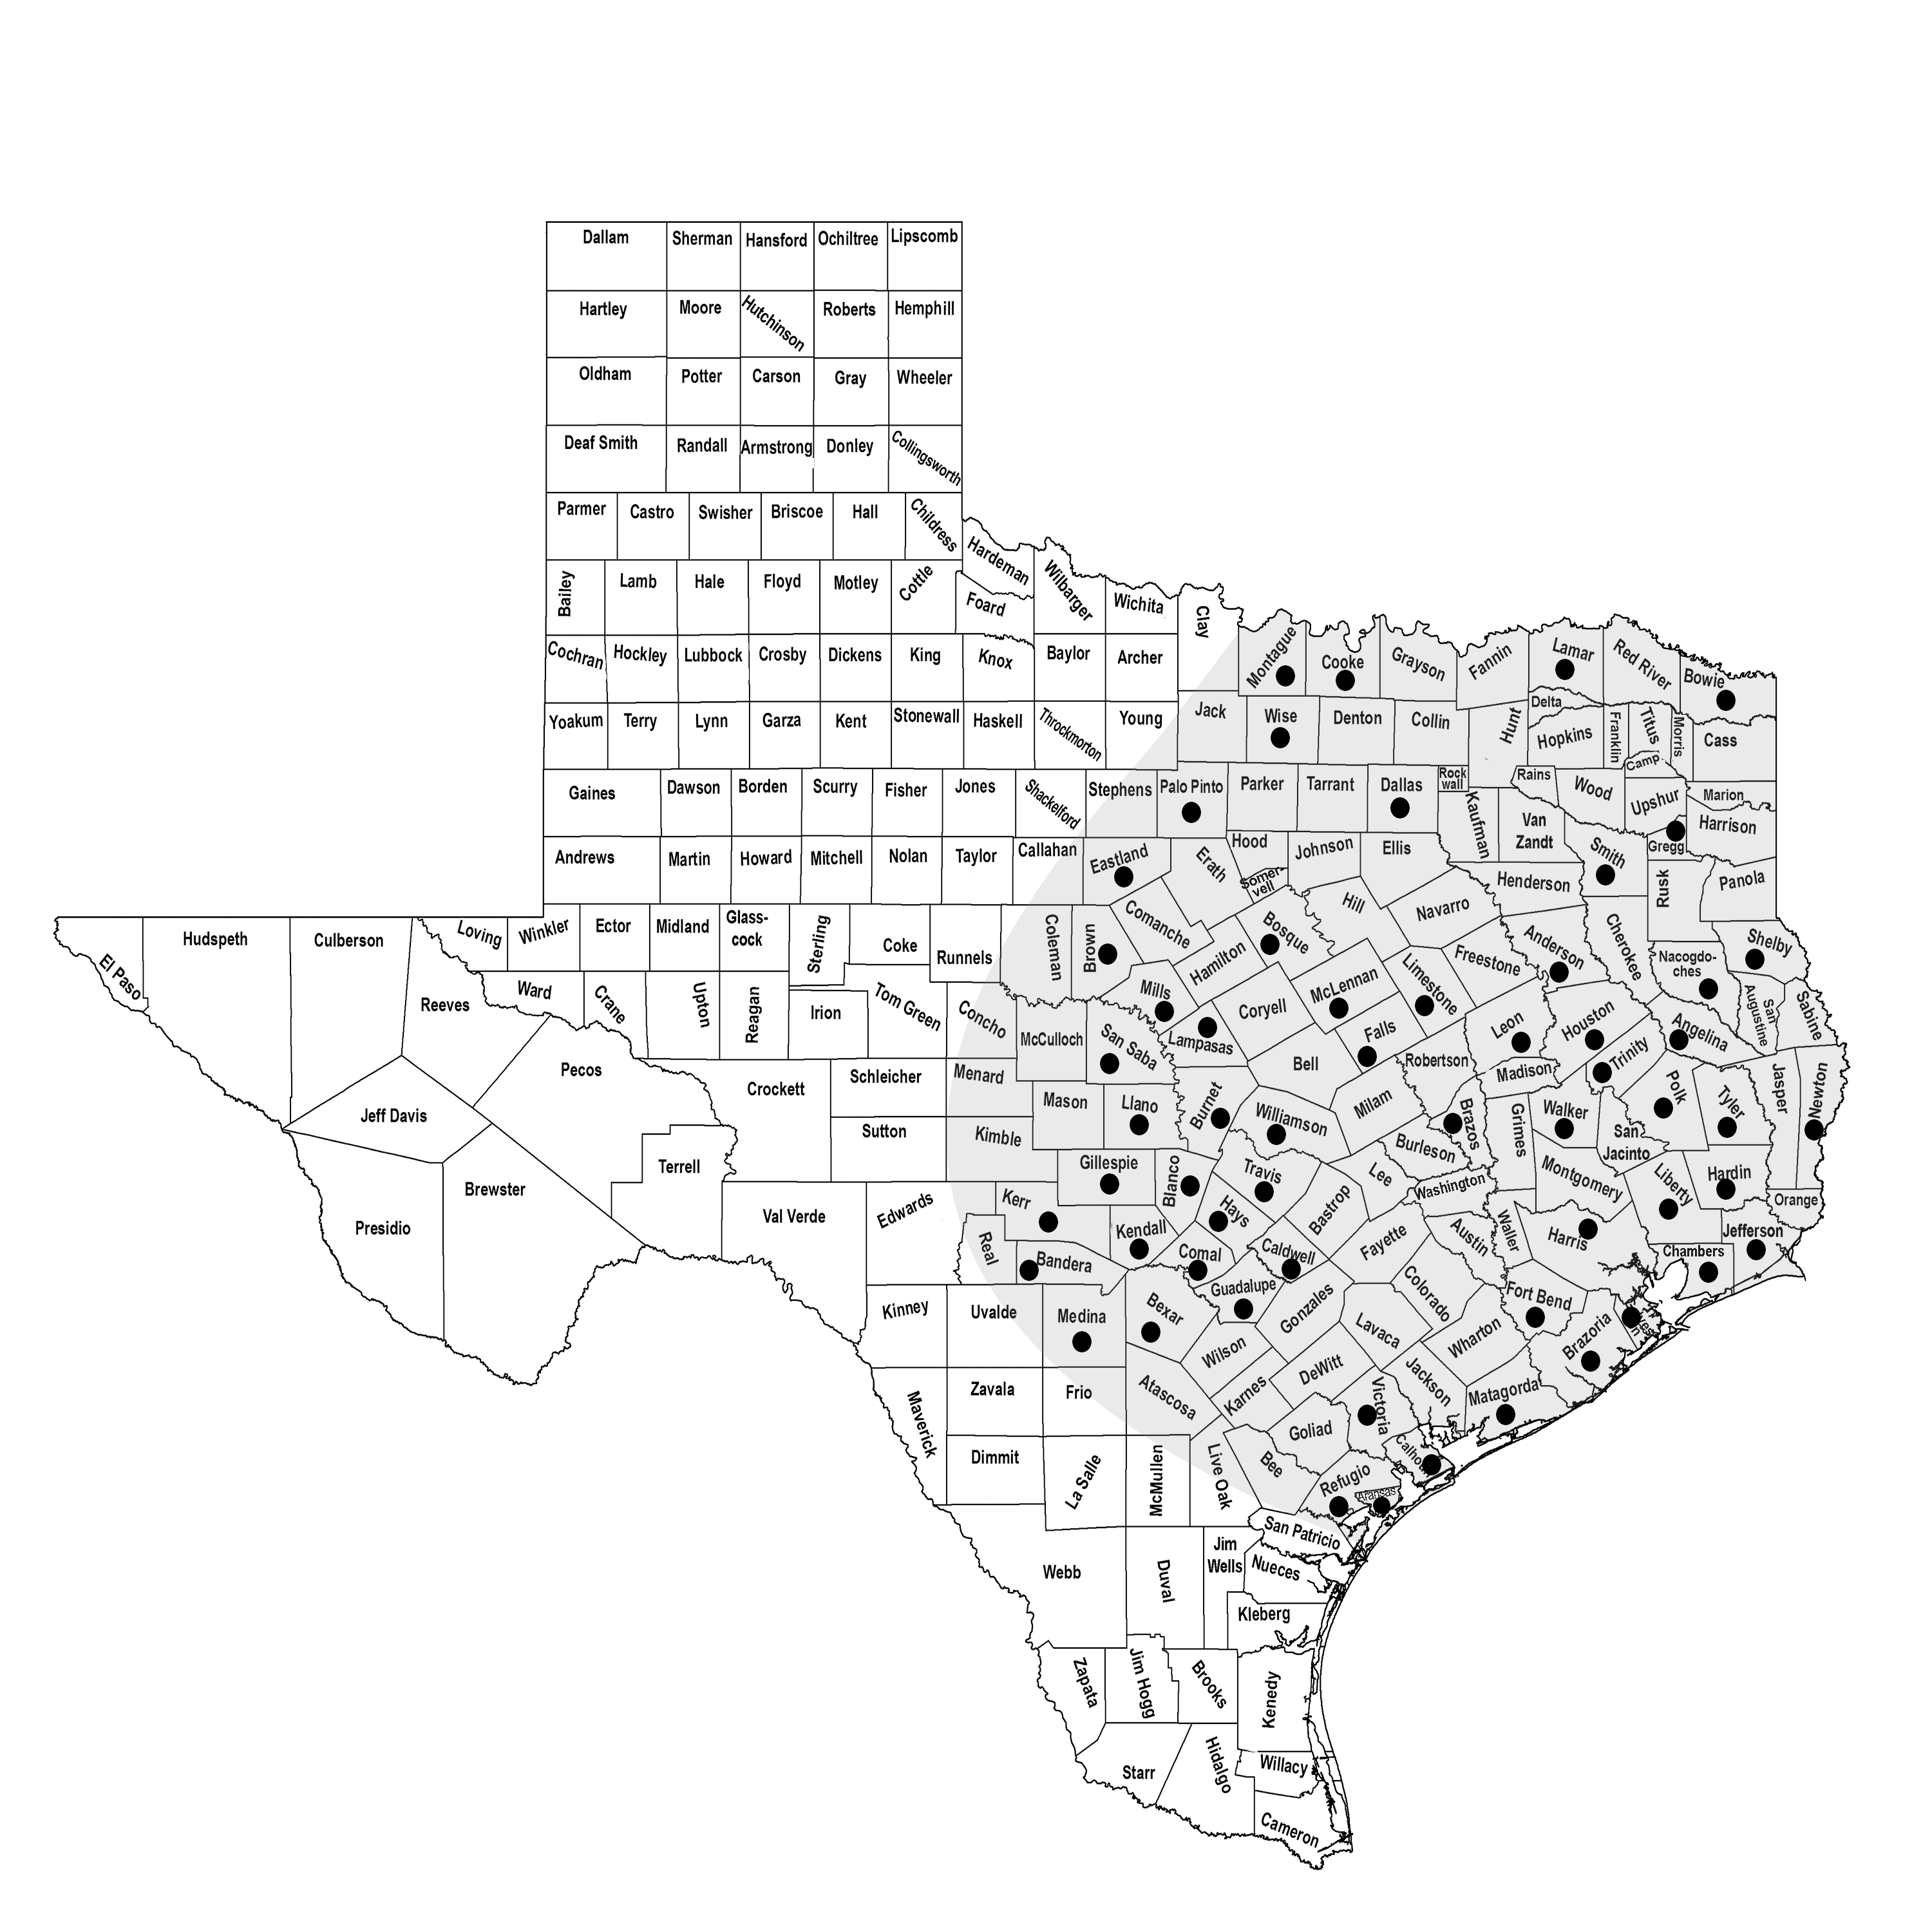 Dallam
Sherman
Hansford
Ochiltree
Lipscomb
Hartley
Moore
Hutchinson
Roberts
Hemphill
Oldham
Potter
Carson
Gray
Wheeler
Deaf Smith
Randall
Armstrong
Donley
Collingsworth
Parmer
Castro
Swisher
Briscoe
Hall
Childress
Hardeman
Bailey
Lamb
Hale
Floyd
Motley
Cottle
Foard
Wilbarger
Wichita
Clay
Montague
Cooke
Grayson
Fannin
Lamar
Red River
Bowie
Cochran
Hockley
Lubbock
Crosby
Dickens
King
Knox
Baylor
Archer
Yoakum
Terry
Lynn
Garza
Kent
Stonewall
Haskell
Throckmorton
Young
Jack
Wise
Denton
Collin
Hunt
Delta
Hopkins
Franklin
Titus
Morris
Cass
Camp
Gaines
Dawson
Borden
Scurry
Fisher
Jones
Shackelford
Stephens
Palo Pinto
Parker
Tarrant
Dallas
Rock
wall
Kaufman
Rains
Wood
Upshur
Marion
Harrison
Van
Zandt
Smith
Gregg
Andrews
Martin
Howard
Mitchell
Nolan
Taylor
Callahan
Eastland
Erath
Hood
Somer-
vell
Johnson
Ellis
Henderson
Rusk
Panola
El Paso
Hudspeth
Culberson
Loving
Winkler
Ector
Midland
Glass-
cock
Sterling
Coke
Runnels
Coleman
Brown
Comanche
Hamilton
Bosque
Hill
Navarro
Freestone
Anderson
Cherokee
Nacogdo-
ches
Shelby
Reeves
Ward
Crane
Upton
Reagan
Irion
Tom Green
Concho
McCulloch
San Saba
Mills
Lampasas
Coryell
McLennan
Limestone
Falls
Leon
Houston
Trinity
Angelina
San
Augustine
Sabine
Jeff Davis
Pecos
Crockett
Schleicher
Menard
Mason
Llano
Burnet
Bell
Williamson
Milam
Robertson
Madison
Brazos
Grimes
Walker
San
Jacinto
Polk
Tyler
Jasper
Newton
Presidio
Brewster
Terrell
Sutton
Kimble
Gillespie
Blanco
Travis
Lee
Burleson
Washington
Montgomery
Liberty
Hardin
Orange
Val Verde
Edwards
Kerr
Real
Bandera
Kendall
Hays
Comal
Caldwell
Bastrop
Fayette
Austin
Waller
Harris
Chambers
Jefferson
Kinney
Uvalde
Medina
Bexar
Guadalupe
Wilson
Gonzales
Lavaca
Colorado
Wharton
Fort Bend
Brazoria
Maverick
Zavala
Frio
Atascosa
Karnes
DeWitt
Victoria
Jackson
Matagorda
Dimmit
La Salle
McMullen
Live Oak
Bee
Goliad
Refugio
Aransas
Webb
Duval
Jim
Wells
San Patricio
Nueces
Kleberg
Zapata
Jim Hogg
Brooks
Kenedy
Starr
Hidalgo
Willacy
Cameron